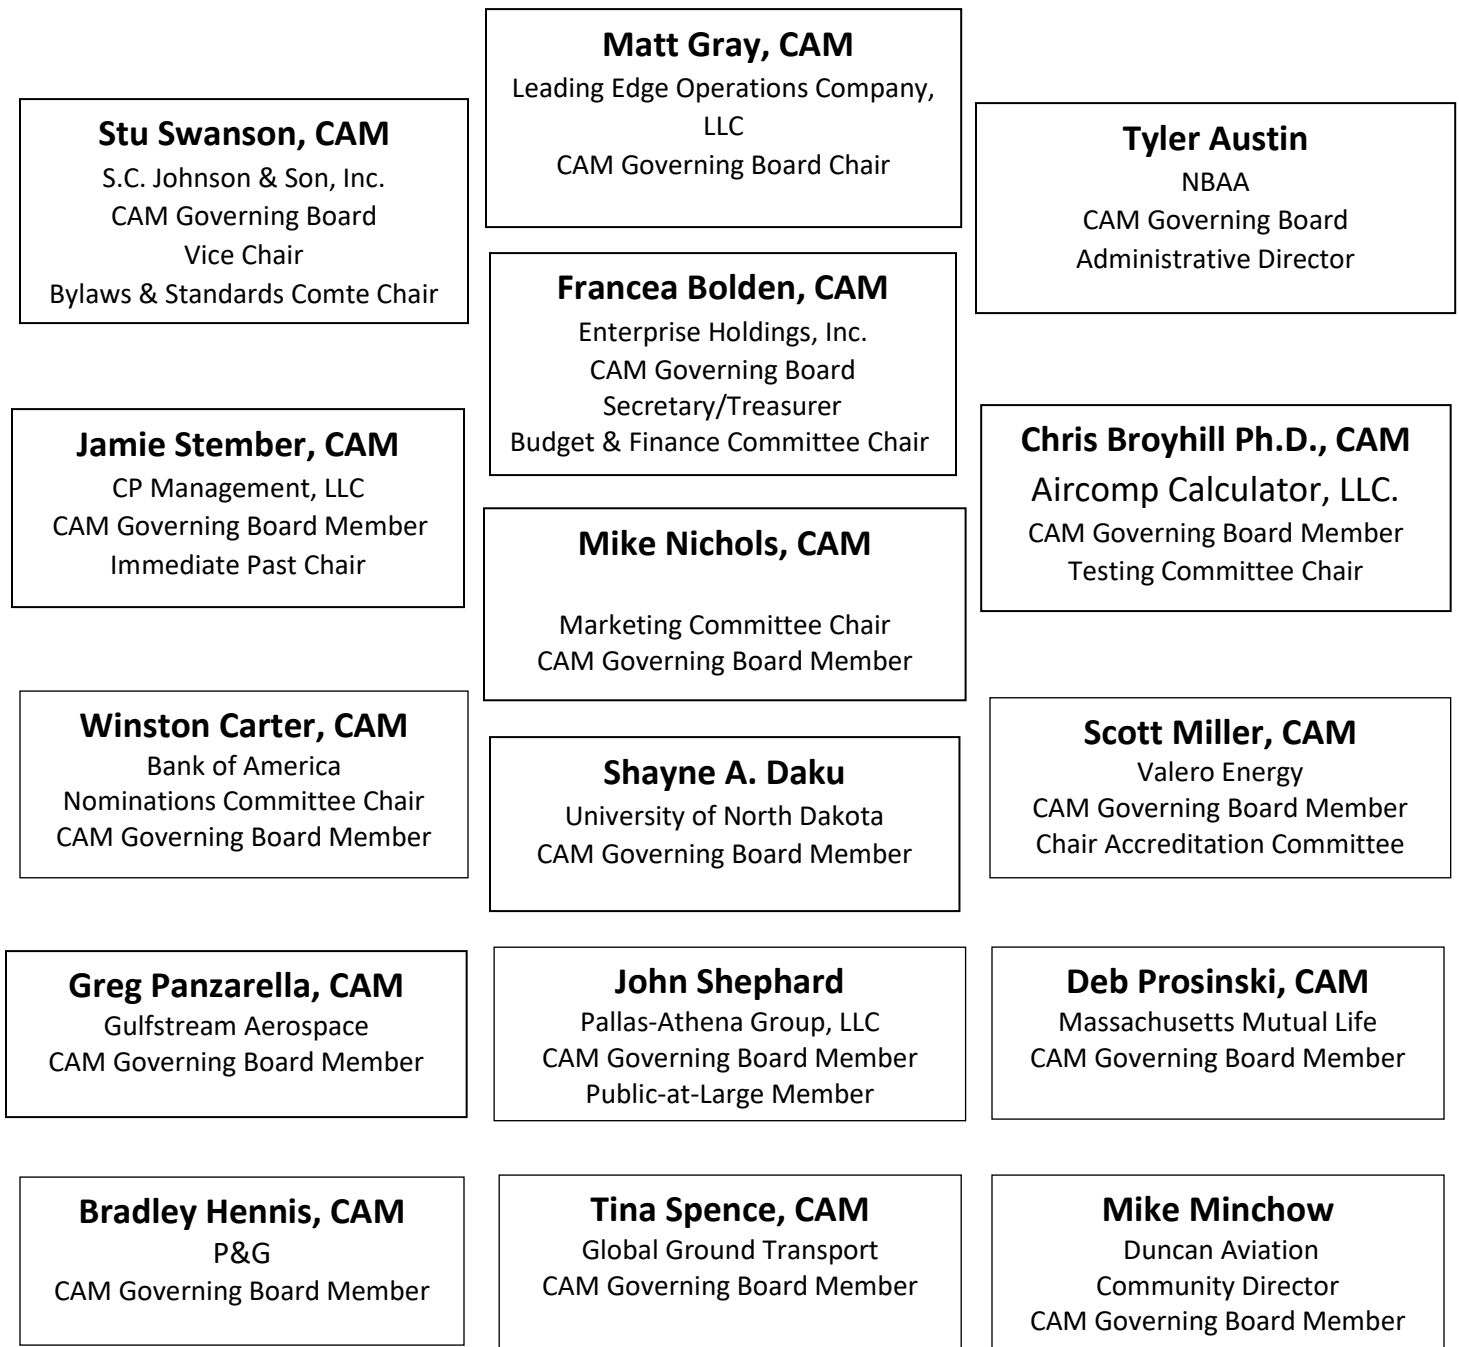 Matt Gray, CAM
Leading Edge Operations Company,
LLC
CAM Governing Board Chair
Stu Swanson, CAM
S.C. Johnson & Son, Inc.
CAM Governing Board
Vice Chair
Bylaws & Standards Comte Chair
Tyler Austin
NBAA
CAM Governing Board
Administrative Director
Francea Bolden, CAM
Enterprise Holdings, Inc.
CAM Governing Board
Secretary/Treasurer
Budget & Finance Committee Chair
Jamie Stember, CAM
CP Management, LLC
CAM Governing Board Member
Immediate Past Chair
Chris Broyhill Ph.D., CAM
Aircomp Calculator, LLC.
CAM Governing Board Member
Testing Committee Chair
Mike Nichols, CAM
Marketing Committee Chair
CAM Governing Board Member
Winston Carter, CAM
Bank of America
Nominations Committee Chair
CAM Governing Board Member
Shayne A. Daku
University of North Dakota
CAM Governing Board Member
Scott Miller, CAM
Valero Energy
CAM Governing Board Member
Chair Accreditation Committee
Greg Panzarella, CAM
Gulfstream Aerospace
CAM Governing Board Member
John Shephard
Pallas-Athena Group, LLC
CAM Governing Board Member
Public-at-Large Member
Deb Prosinski, CAM
Massachusetts Mutual Life
CAM Governing Board Member
Bradley Hennis, CAM
P&G
CAM Governing Board Member
Tina Spence, CAM
Global Ground Transport
CAM Governing Board Member
Mike Minchow
Duncan Aviation
Community Director
CAM Governing Board Member